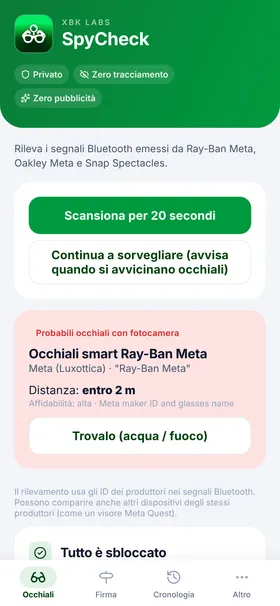 XBK LABS
SpyCheck
Privato
Zero tracciamento
Zero pubblicità
Rileva i segnali Bluetooth emessi da Ray-Ban Meta,
Oakley Meta e Snap Spectacles.
Scansiona per 20 secondi
Continua a sorvegliare (avvisa
quando si avvicinano occhiali)
Probabili occhiali con fotocamera
Occhiali smart Ray-Ban Meta
Meta (Luxottica) · "Ray-Ban Meta"
Distanza: entro 2 m
Affidabilità: alta · Meta maker ID and glasses name
Trovalo (acqua / fuoco)
Il rilevamento usa gli ID dei produttori nei segnali Bluetooth.
Possono comparire anche altri dispositivi degli stessi
produttori (come un visore Meta Quest).
Tutto è sbloccato
Occhiali
Firma
Cronologia
Altro